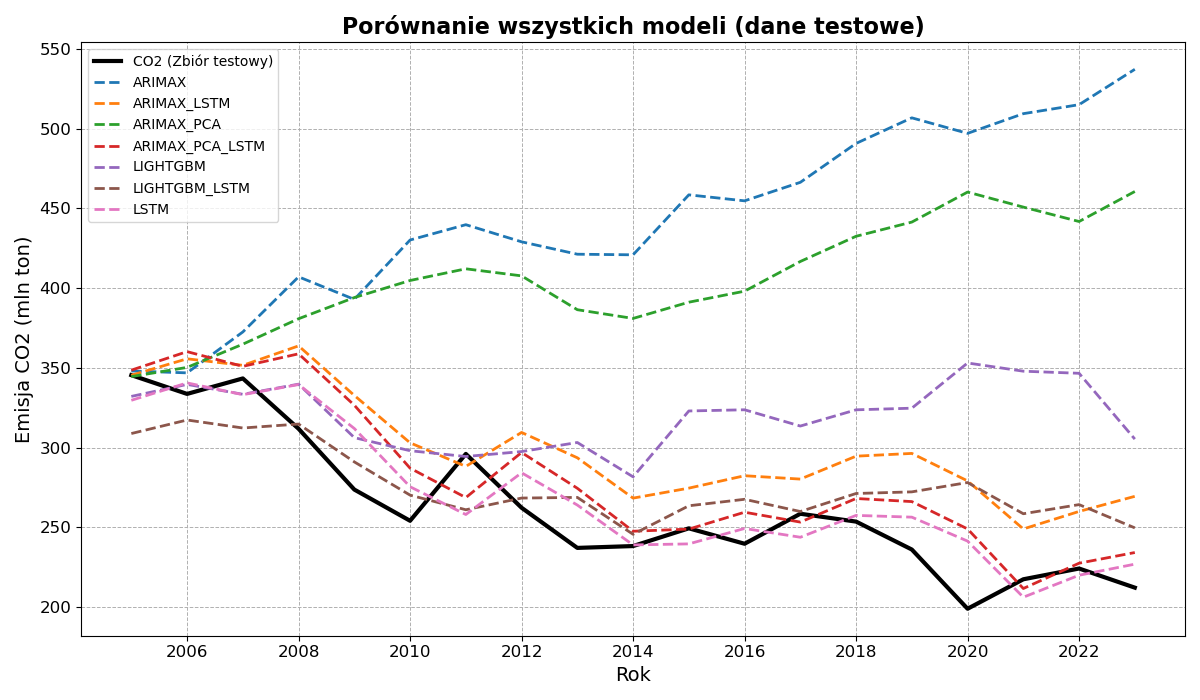 Porównanie wszystkich modeli (dane testowe)
CO2 (Zbiór testowy)
ARIMAX
ARIMAX_LSTM
ARIMAX_PCA
ARIMAX_PCA_LSTM
LIGHTGBM
LIGHTGBM_LSTM
LSTM
Emisja CO2 (mln ton)
550
500
450
400
350
300
250
200
2006 2008 2010 2012 2014 2016 2018 2020 2022
Rok